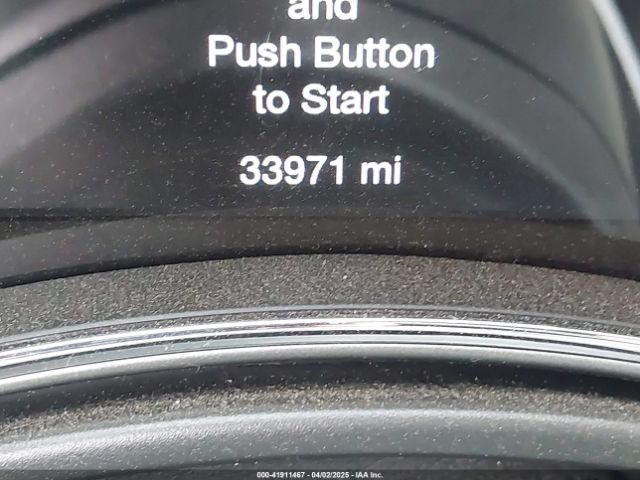 and
Push Button
to Start
33971 mi
000-41911467 - 04/02/2025 - IAA Inc.